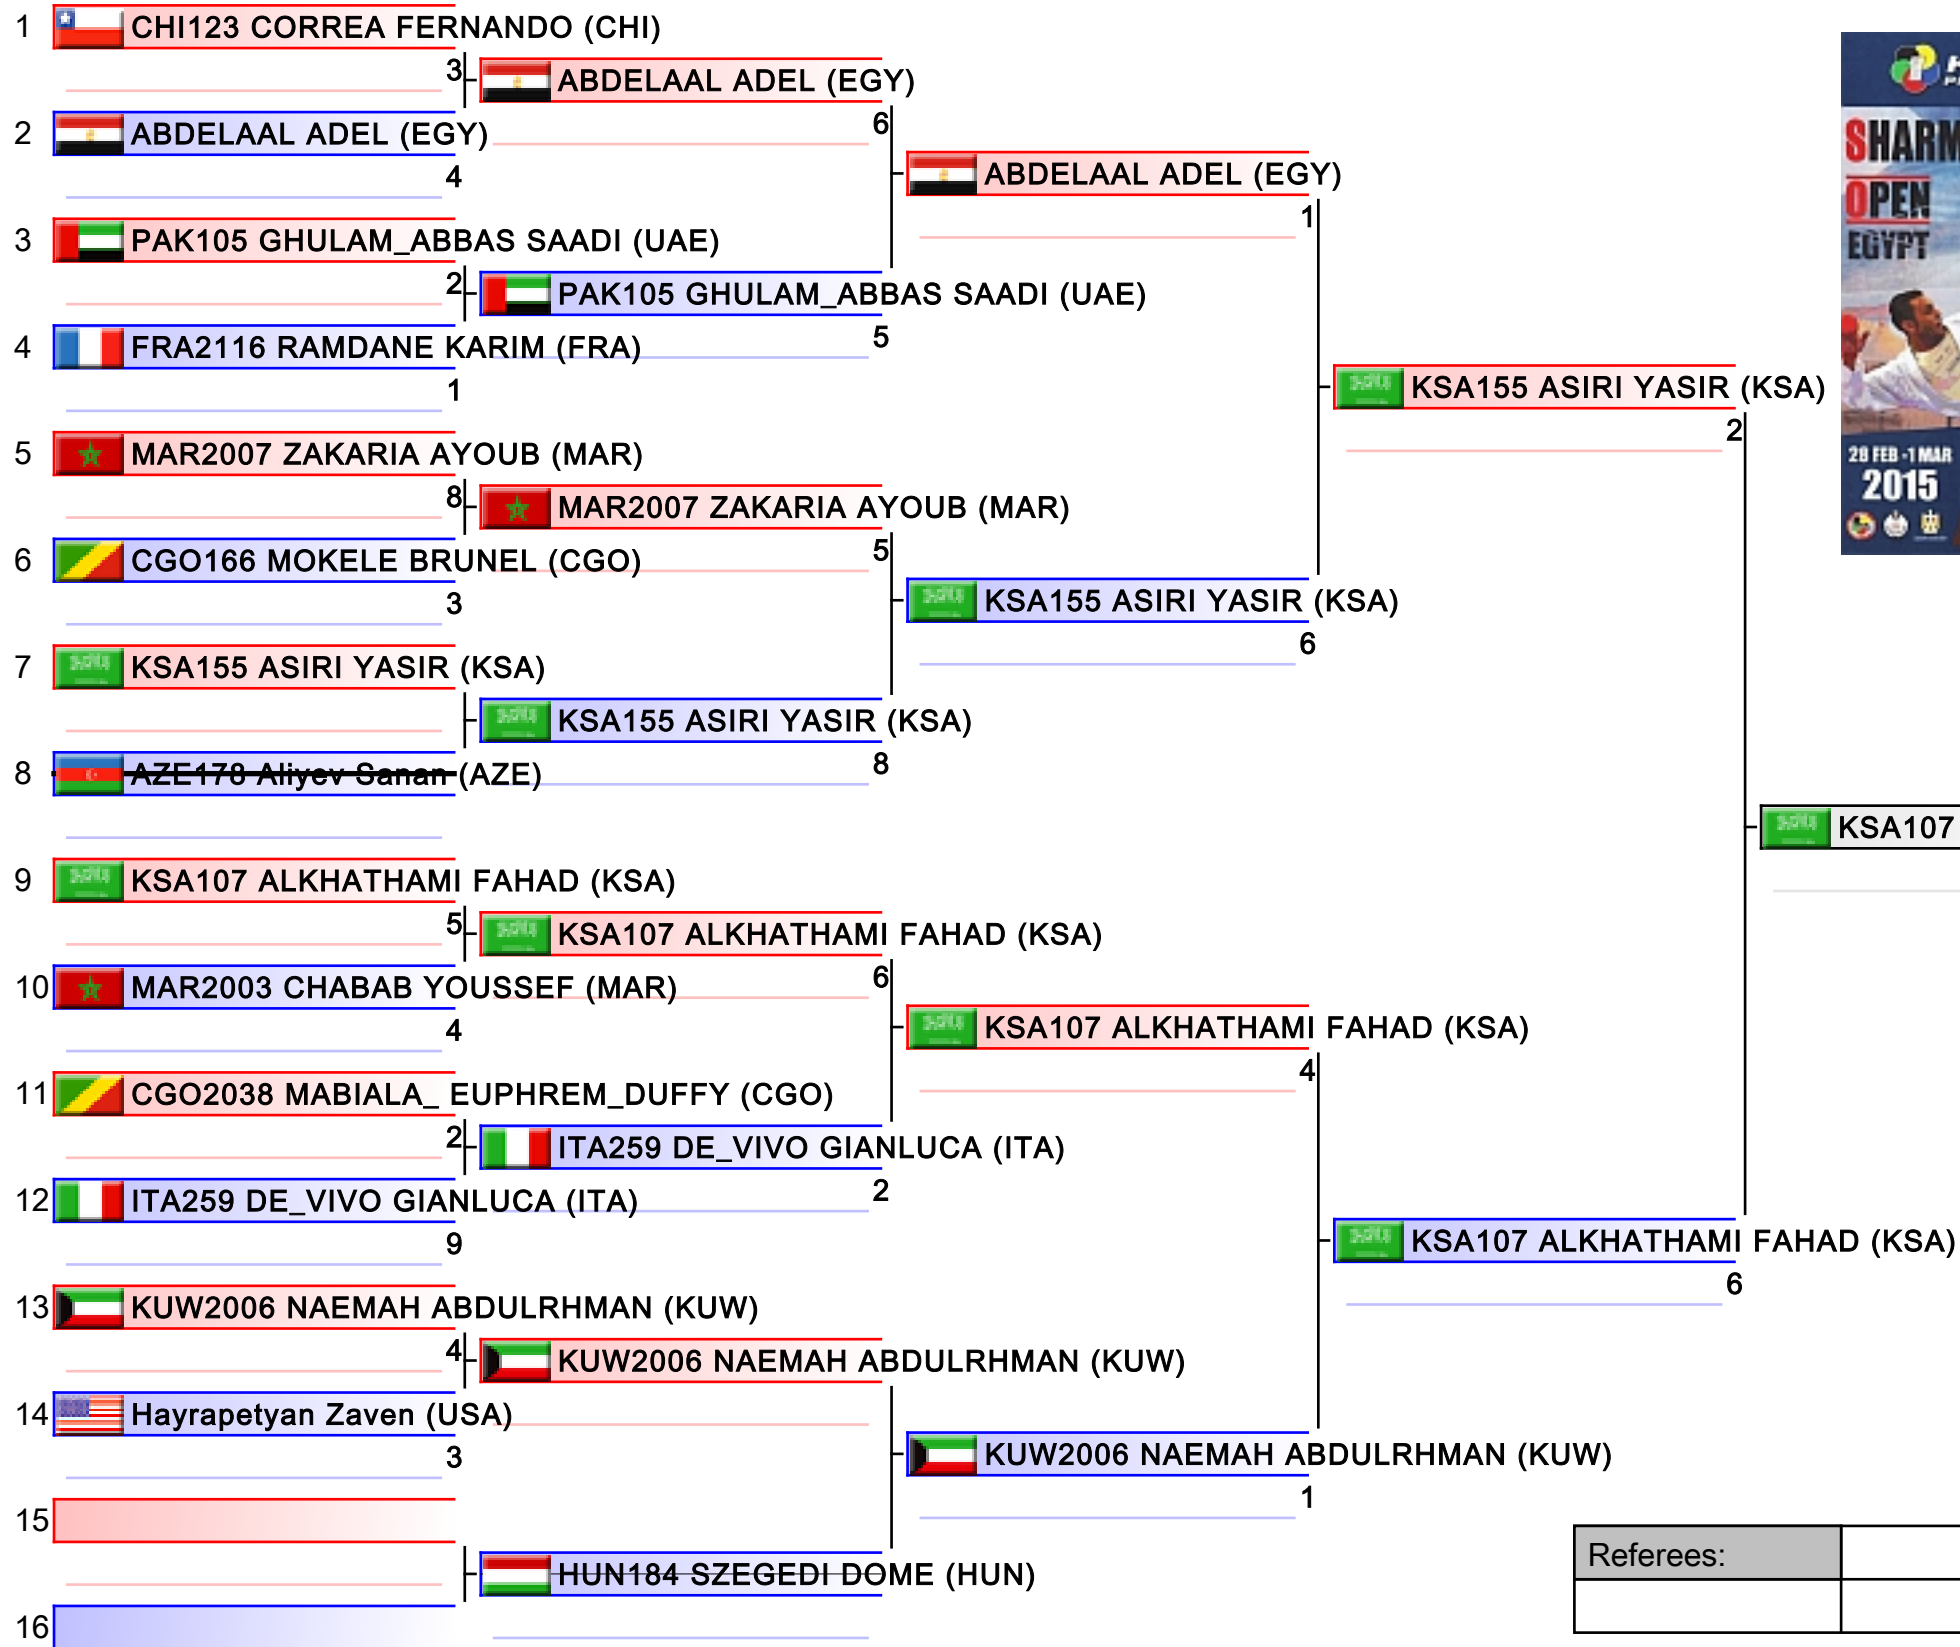 1 CHI123 CORREA FERNANDO (CHI)
3 ABDELAAL ADEL (EGY)
2 ABDELAAL ADEL (EGY)
6
4
ABDELAAL ADEL (EGY)
1
3 PAK105 GHULAM_ABBAS SAADI (UAE)
2 PAK105 GHULAM_ABBAS SAADI (UAE)
5
4 FRA2116 RAMDANE KARIM (FRA)
1
KSA155 ASIRI YASIR (KSA)
2
5 MAR2007 ZAKARIA AYOUB (MAR)
8 MAR2007 ZAKARIA AYOUB (MAR)
5
6 CGO166 MOKELE BRUNEL (CGO)
3
KSA155 ASIRI YASIR (KSA)
6
7 KSA155 ASIRI YASIR (KSA)
KSA155 ASIRI YASIR (KSA)
8
8 AZE178 Aliyev Sanan (AZE)
KSA107
9 KSA107 ALKHATHAMI FAHAD (KSA)
5 KSA107 ALKHATHAMI FAHAD (KSA)
6
10 MAR2003 CHABAB YOUSSEF (MAR)
4
KSA107 ALKHATHAMI FAHAD (KSA)
4
11 CGO2038 MABIALA_ EUPHREM_DUFFY (CGO)
2 ITA259 DE_VIVO GIANLUCA (ITA)
2
12 ITA259 DE_VIVO GIANLUCA (ITA)
9
KSA107 ALKHATHAMI FAHAD (KSA)
6
13 KUW2006 NAEMAH ABDULRHMAN (KUW)
4 KUW2006 NAEMAH ABDULRHMAN (KUW)
14 Hayrapetyan Zaven (USA)
3
KUW2006 NAEMAH ABDULRHMAN (KUW)
1
15
HUN184 SZEGEDI DOME (HUN)
16
SHARM
OPEN
EGYPT
28 FEB -1 MAR
2015
Referees: